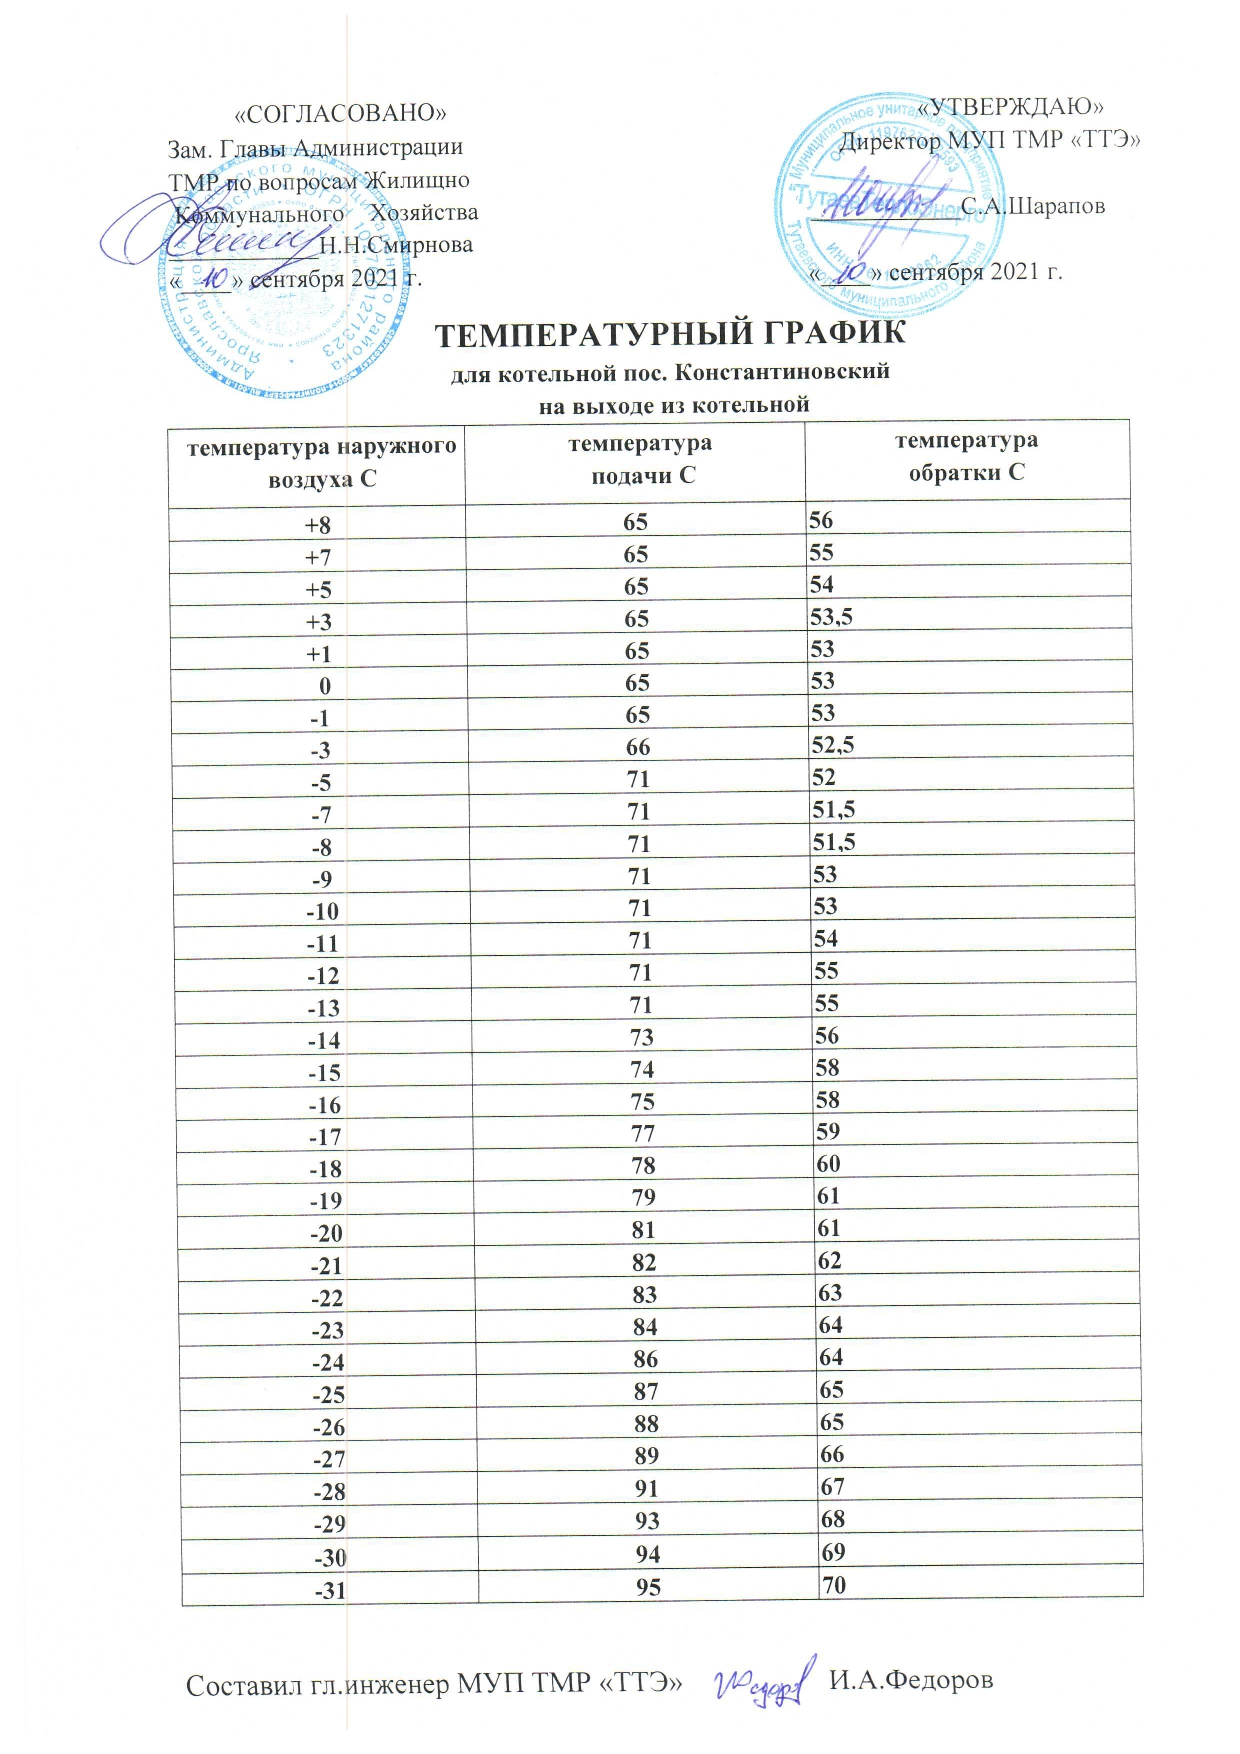 «СОГЛАСОВАНО»
Зам. Главы Администрации
ТМР по вопросам Жилищно
Коммунального Хозяйства
____________Н.Н.Смирнова
« 10 » сентября 2021 г.
«УТВЕРЖДАЮ»
Директор МУП ТМР «ТТЭ»
____________С.А.Шарапов
« 10 » сентября 2021 г.
ТЕМПЕРАТУРНЫЙ ГРАФИК
для котельной пос. Константиновский
на выходе из котельной
температура наружного воздуха С температура подачи С температура обратки С
+8 65 56
+7 65 55
+5 65 54
+3 65 53,5
+1 65 53
0 65 53
-1 65 53
-3 66 52,5
-5 71 52
-7 71 51,5
-8 71 51,5
-9 71 53
-10 71 53
-11 71 54
-12 71 55
-13 71 55
-14 73 56
-15 74 58
-16 75 58
-17 77 59
-18 78 60
-19 79 61
-20 81 61
-21 82 62
-22 83 63
-23 84 64
-24 86 64
-25 87 65
-26 88 65
-27 89 66
-28 91 67
-29 93 68
-30 94 69
-31 95 70
Составил гл.инженер МУП ТМР «ТТЭ» И.А.Федоров